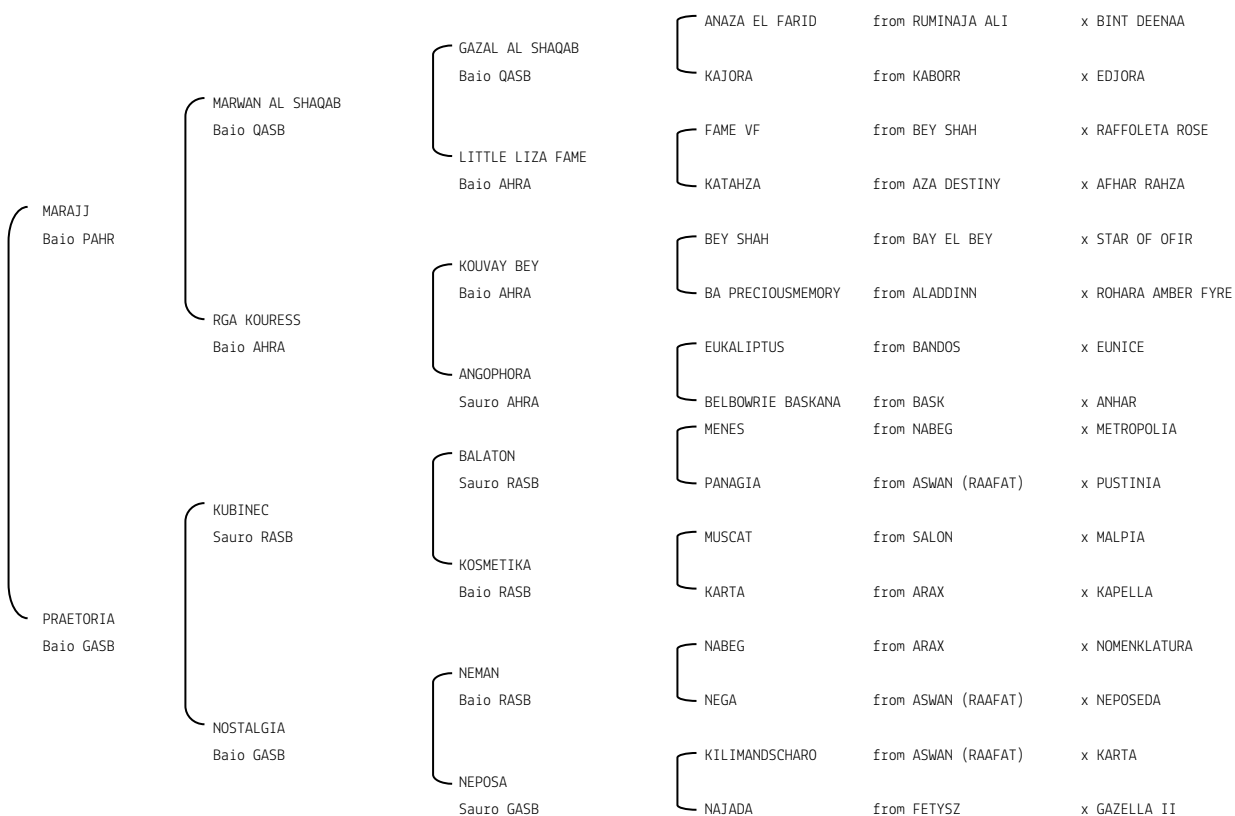 ANAZA EL FARID from RUMINAJA ALI x BINT DEENAA
GAZAL AL SHAQAB
Baio QASB KAJORA from KABORR x EDJORA
MARWAN AL SHAQAB
Baio QASB FAME VF from BEY SHAH x RAFFOLETA ROSE
LITTLE LIZA FAME
Baio AHRA KATAHZA from AZA DESTINY x AFHAR RAHZA
MARAJJ
Baio PAHR BEY SHAH from BAY EL BEY x STAR OF OFIR
KOUVAY BEY
Baio AHRA BA PRECIOUSMEMORY from ALADDINN x ROHARA AMBER FYRE
RGA KOURESS
Baio AHRA EUKALIPTUS from BANDOS x EUNICE
ANGOPHORA
Sauro AHRA BELBOWRIE BASKANA from BASK x ANHAR
MENES from NABEG x METROPOLIA
BALATON
Sauro RASB PANAGIA from ASWAN (RAAFAT) x PUSTINIA
KUBINEC
Sauro RASB MUSCAT from SALON x MALPIA
KOSMETIKA
Baio RASB KARTA from ARAX x KAPELLA
PRAETORIA
Baio GASB NABEG from ARAX x NOMENKLATURA
NEMAN
Baio RASB NEGA from ASWAN (RAAFAT) x NEPOSEDA
NOSTALGIA
Baio GASB KILIMANDSCHARO from ASWAN (RAAFAT) x KARTA
NEPOSA
Sauro GASB NAJADA from FETYSZ x GAZELLA II